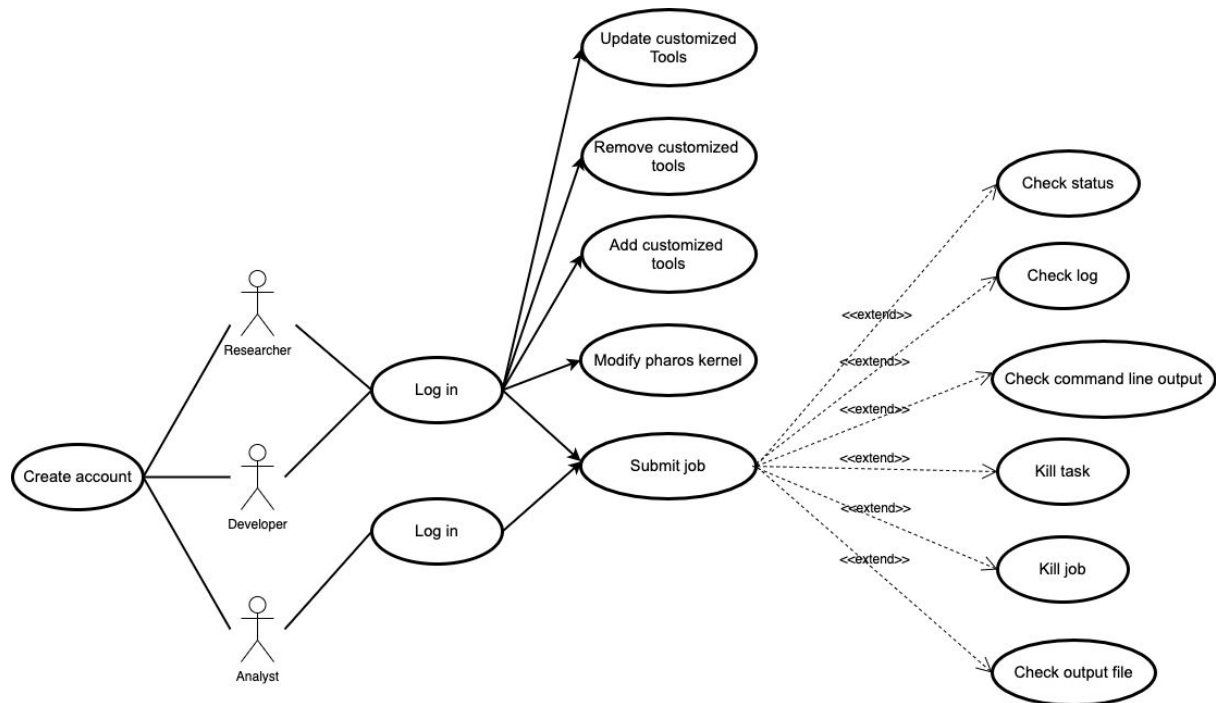 Update customized
Tools
Remove customized
tools
Add customized
tools
Modify pharos kernel
Submit job
Log in
Log in
Create account
Researcher
Developer
Analyst
<<extend>>
<<extend>>
<<extend>>
<<extend>>
<<extend>>
<<extend>>
Check status
Check log
Check command line output
Kill task
Kill job
Check output file